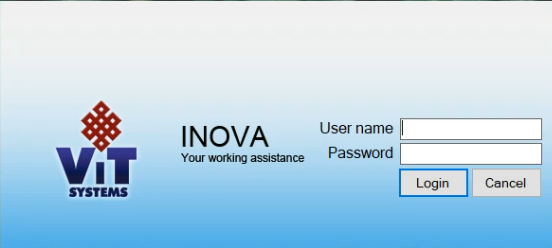 INOVA
Your working assistance
User name
Password
Login
Cancel
ViT
SYSTEMS